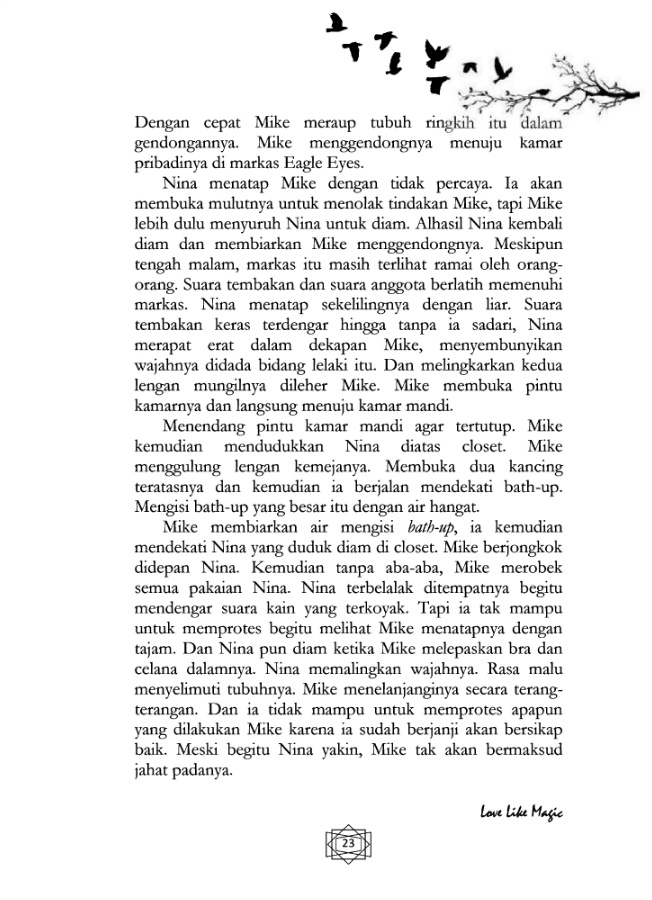 Dengan cepat Mike meraup tubuh ringkih itu dalam
gendongannya. Mike menggendongnya menuju kamar
pribadinya di markas Eagle Eyes.
Nina menatap Mike dengan tidak percaya. Ia akan
membuka mulutnya untuk menolak tindakan Mike, tapi Mike
lebih dulu menyuruh Nina untuk diam. Alhasil Nina kembali
diam dan membiarkan Mike menggendongnya. Meskipun
tengah malam, markas itu masih terlihat ramai oleh orang-
orang. Suara tembakan dan suara anggota berlatih memenuhi
markas. Nina menatap sekelilingnya dengan liar. Suara
tembakan keras terdengar hingga tanpa ia sadari, Nina
merapat erat dalam dekapan Mike, menyembunyikan
wajahnya didada bidang lelaki itu. Dan melingkarkan kedua
lengan mungilnya dileher Mike. Mike membuka pintu
kamarnya dan langsung menuju kamar mandi.
Menendang pintu kamar mandi agar tertutup. Mike
kemudian mendudukkan Nina diatas closet. Mike
menggulung lengan kemejanya. Membuka dua kancing
teratasnya dan kemudian ia berjalan mendekati bath-up.
Mengisi bath-up yang besar itu dengan air hangat.
Mike membiarkan air mengisi bath-up, ia kemudian
mendekati Nina yang duduk diam di closet. Mike berjongkok
didepan Nina. Kemudian tanpa aba-aba, Mike merobek
semua pakaian Nina. Nina terbelalak ditempatnya begitu
mendengar suara kain yang terkoyak. Tapi ia tak mampu
untuk memprotes begitu melihat Mike menatapnya dengan
tajam. Dan Nina pun diam ketika Mike melepaskan bra dan
celana dalamnya. Nina memalingkan wajahnya. Rasa malu
menyelimuti tubuhnya. Mike menelanjanginya secara terang-
terangan. Dan ia tidak mampu untuk memprotes apapun
yang dilakukan Mike karena ia sudah berjanji akan bersikap
baik. Meski begitu Nina yakin, Mike tak akan bermaksud
jahat padanya.
Love Like Magic
23